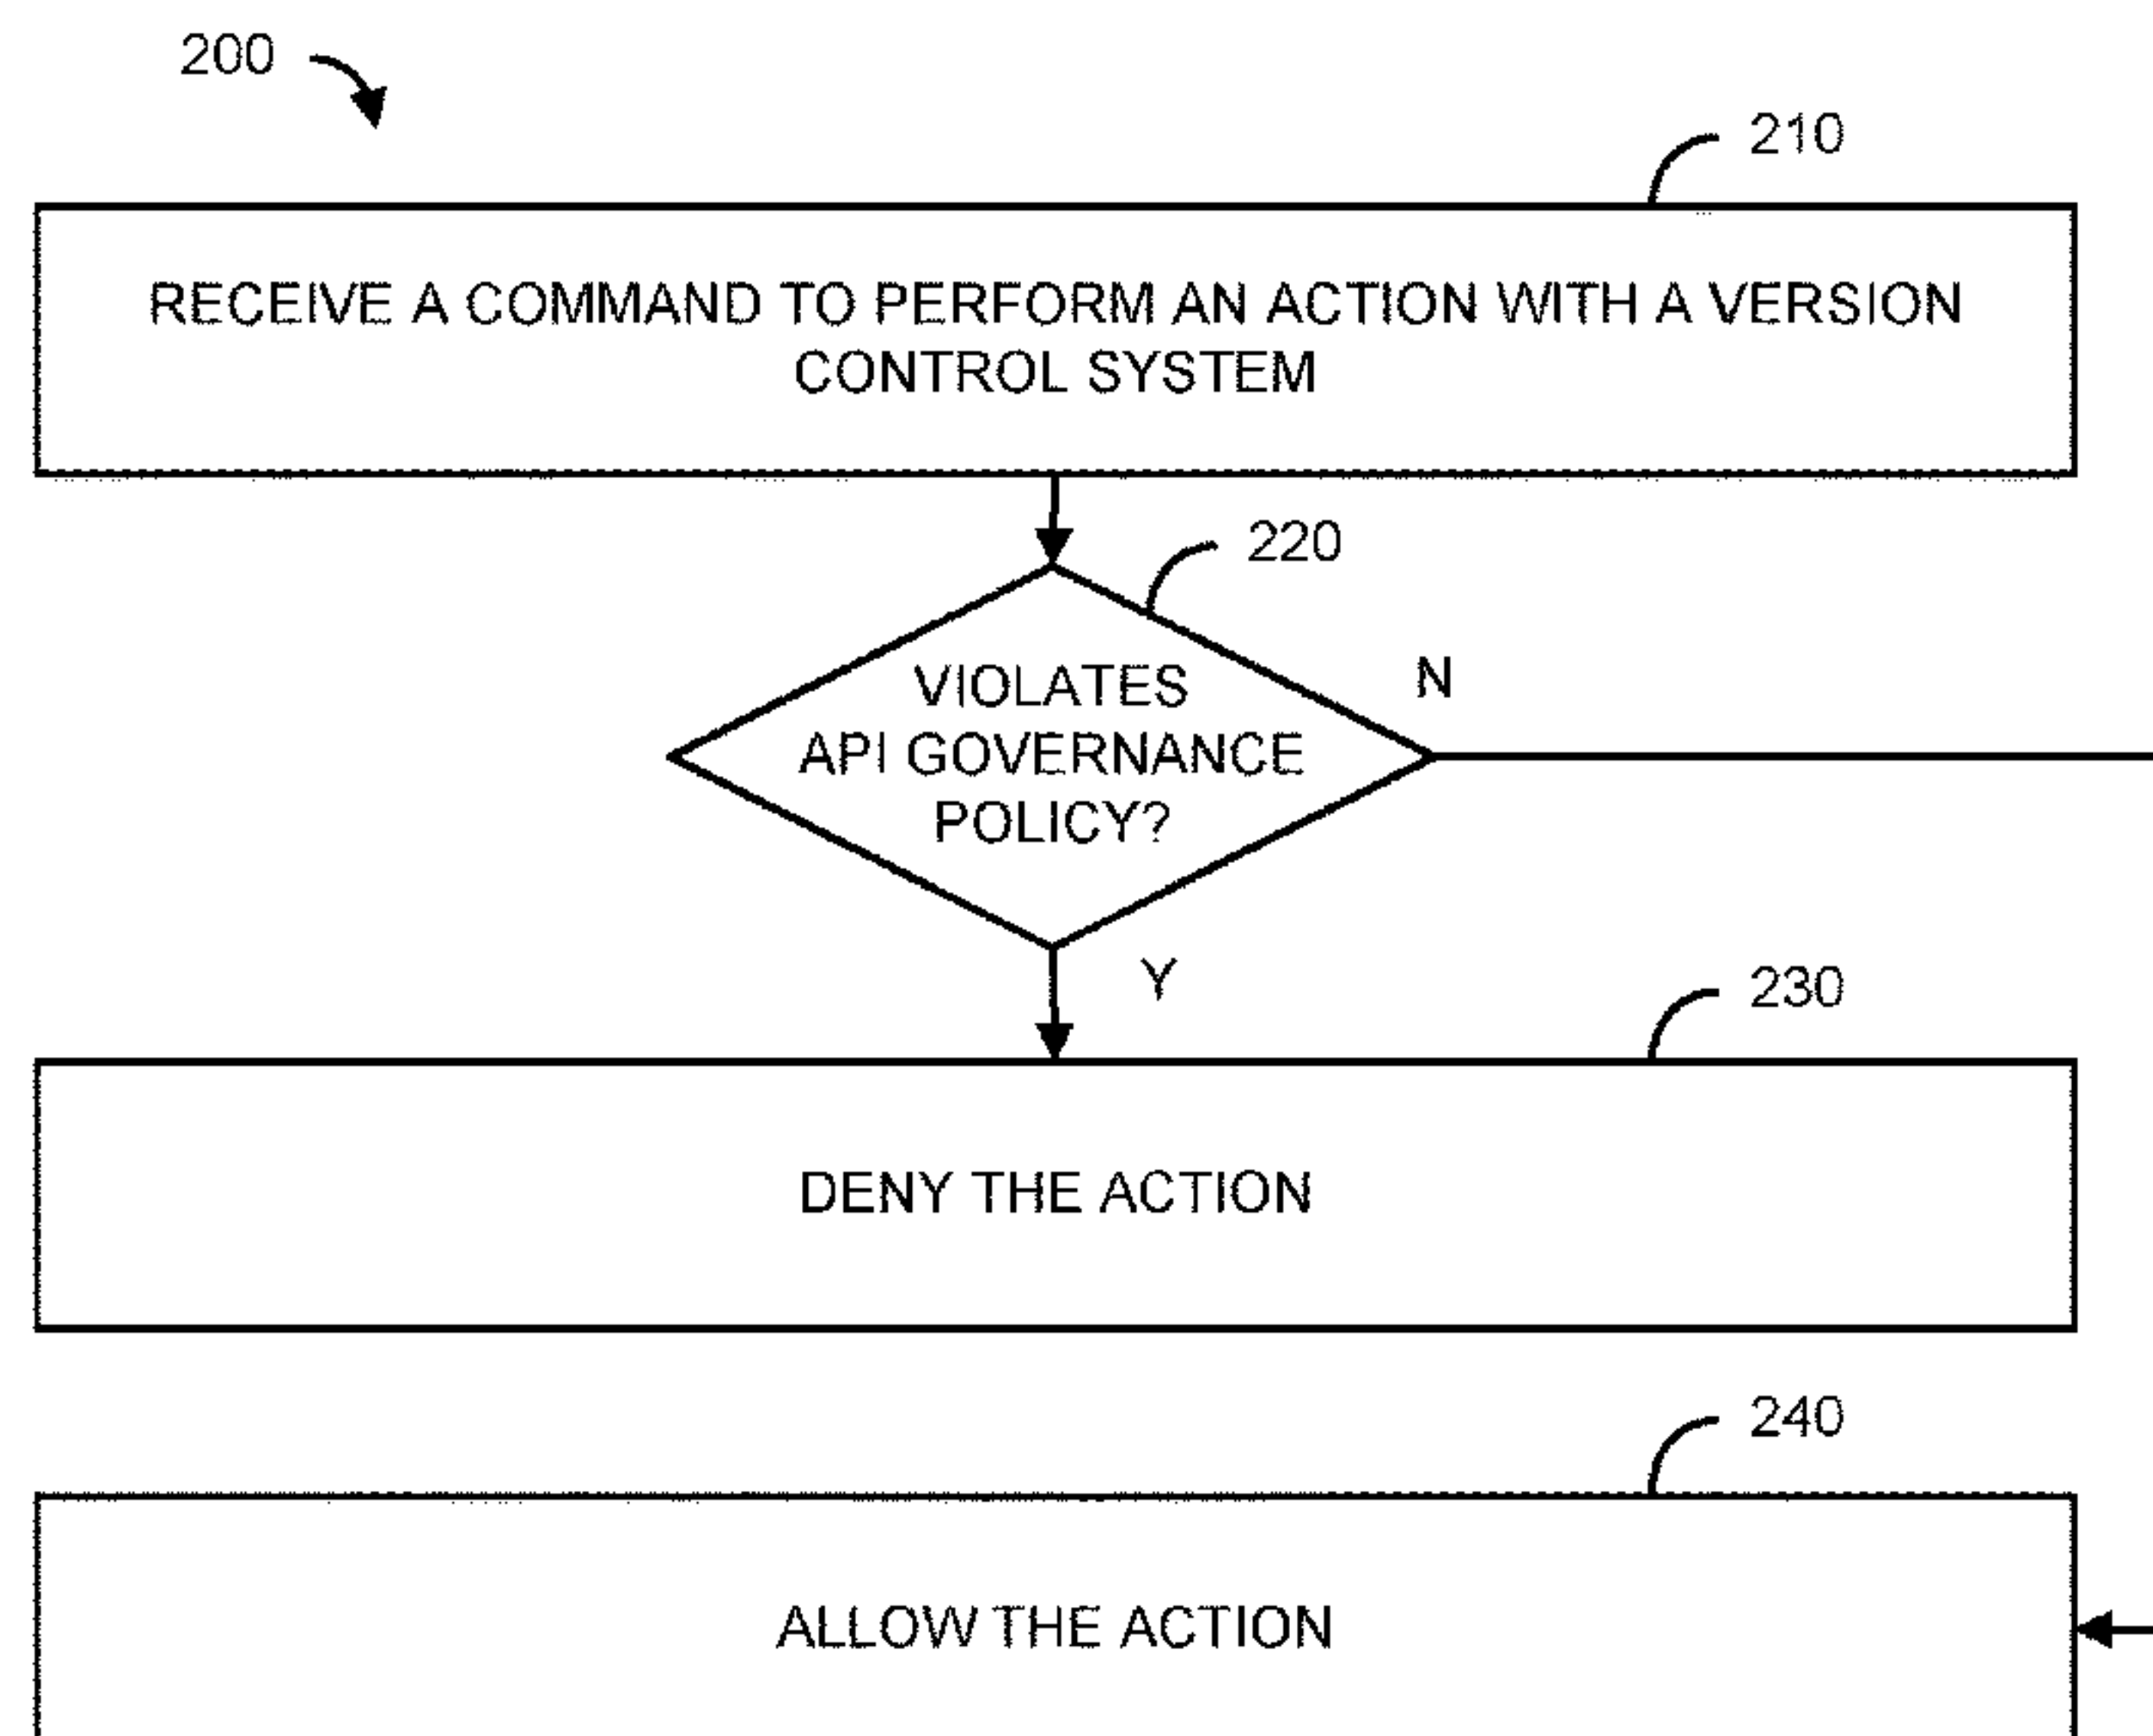 200
210
RECEIVE A COMMAND TO PERFORM AN ACTION WITH A VERSION
CONTROL SYSTEM
220
VIOLATES
API GOVERNANCE
POLICY?
N
Y
230
DENY THE ACTION
240
ALLOW THE ACTION